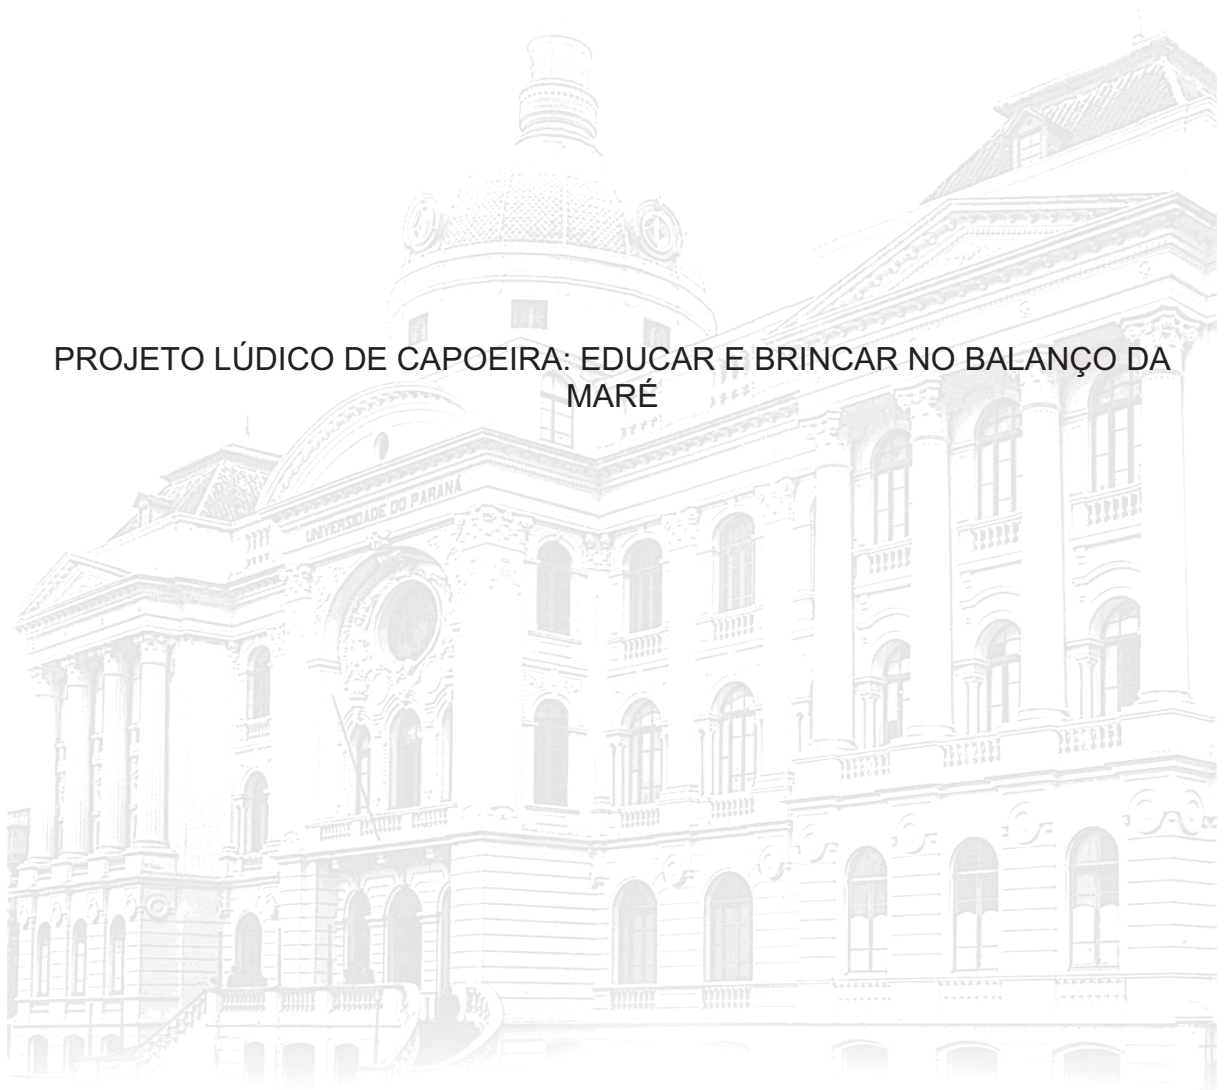 PROJETO LÚDICO DE CAPOEIRA: EDUCAR E BRINCAR NO BALANÇO DA
MARÉ
UNIVERSIDADE DO PARANÁ